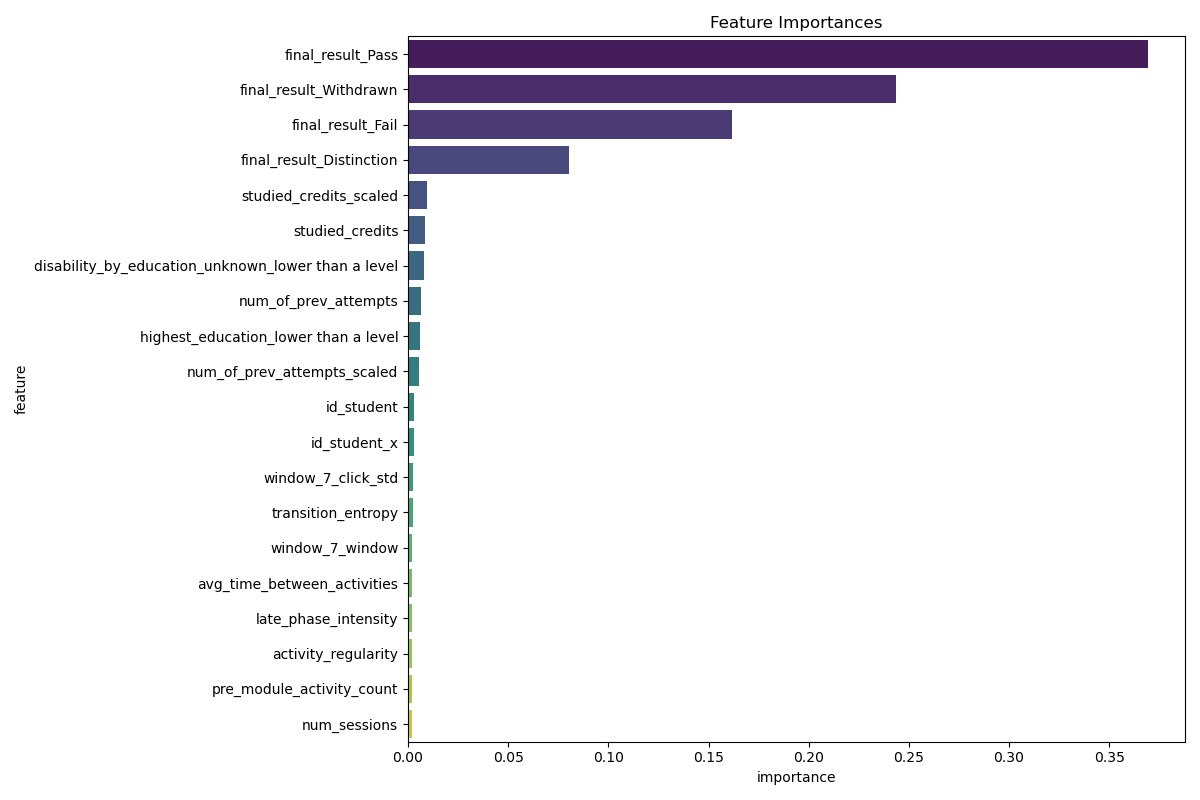 Feature Importances
final_result_Pass
final_result_Withdrawn
final_result_Fail
final_result_Distinction
studied_credits_scaled
studied_credits
disability_by_education_unknown_lower than a level
num_of_prev_attempts
highest_education_lower than a level
num_of_prev_attempts_scaled
id_student
id_student_x
window_7_click_std
transition_entropy
window_7_window
avg_time_between_activities
late_phase_intensity
activity_regularity
pre_module_activity_count
num_sessions
feature
0.00 0.05 0.10 0.15 0.20 0.25 0.30 0.35
importance